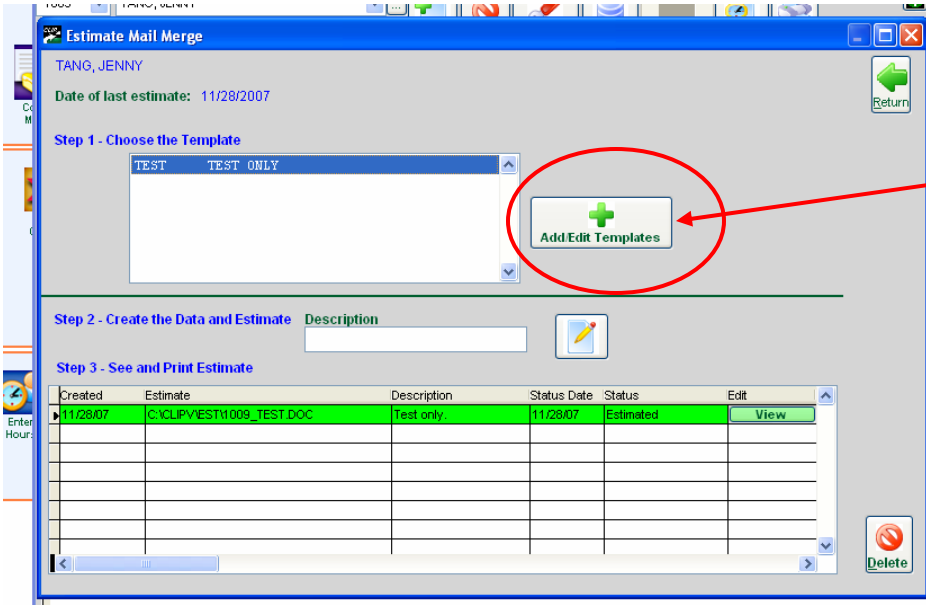 TANG, JENNY
Estimate Mail Merge
TANG, JENNY
Date of last estimate: 11/28/2007
Return
Step 1 - Choose the Template
TEST TEST ONLY
Add/Edit Templates
Step 2 - Create the Data and Estimate Description
Step 3 - See and Print Estimate
Created Estimate Description Status Date Status Edit
11/28/07 C:\CLIPV\EST\1009_TEST.DOC Test only. 11/28/07 Estimated View
Enter
Hour
Delete